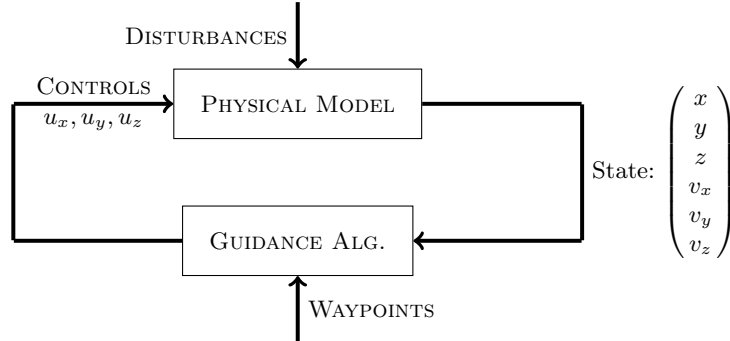 DISTURBANCES
CONTROLS
u_x, u_y, u_z
PHYSICAL MODEL
State:
x
y
z
v_x
v_y
v_z
GUIDANCE ALG.
WAYPOINTS